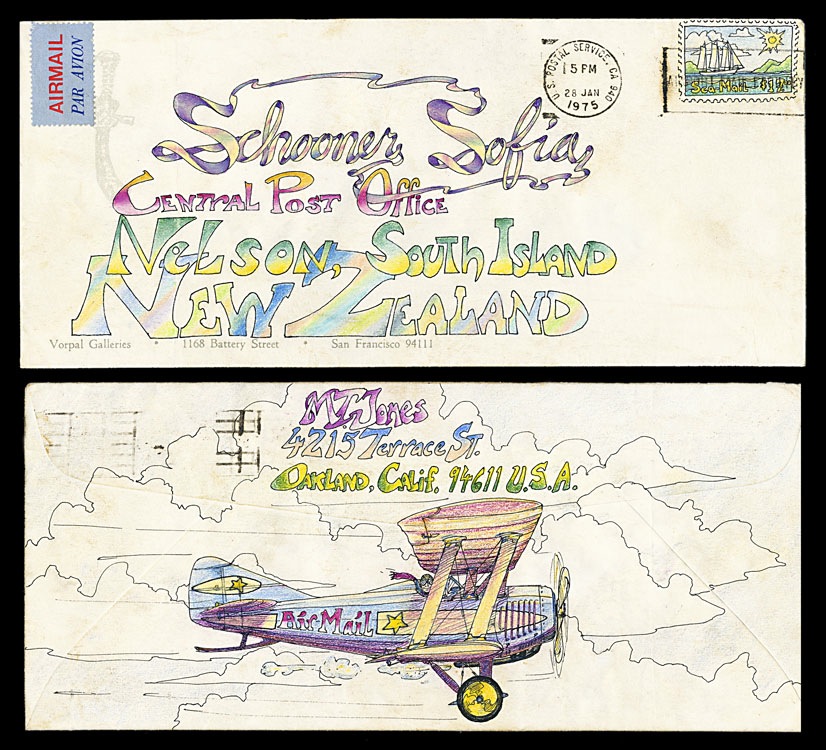 AIRMAIL
PAR AVION
U.S. POSTAL SERVICE, CA 940
5 PM
28 JAN
1975
Sea Mail
Schooner Sofia,
Central Post Office
Nelson, South Island
New Zealand
Vorpal Galleries • 1168 Battery Street • San Francisco 94111
M.T. Jones
4215 Terrace St.
Oakland, Calif. 94611 U.S.A.
Air Mail